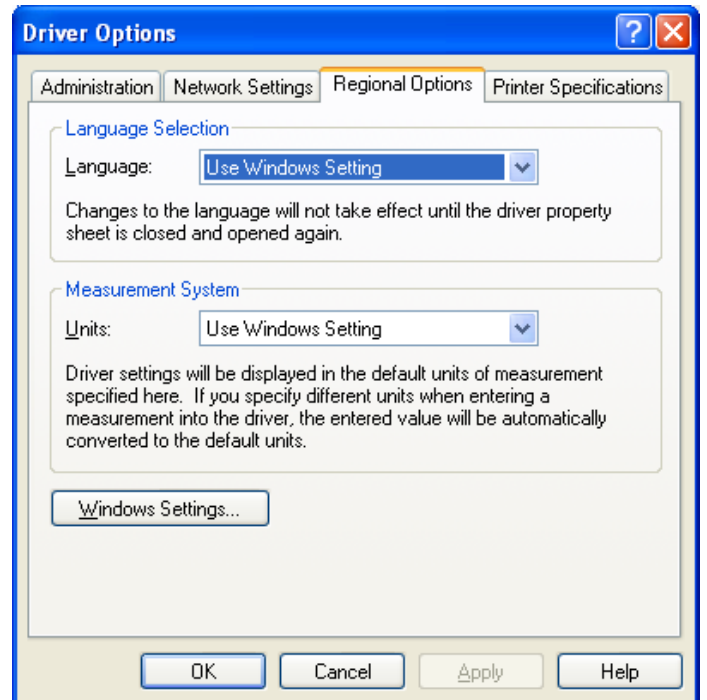 Driver Options
Administration
Network Settings
Regional Options
Printer Specifications
Language Selection
Language:
Use Windows Setting
Changes to the language will not take effect until the driver property
sheet is closed and opened again.
Measurement System
Units:
Use Windows Setting
Driver settings will be displayed in the default units of measurement
specified here.  If you specify different units when entering a
measurement into the driver, the entered value will be automatically
converted to the default units.
Windows Settings...
OK
Cancel
Apply
Help